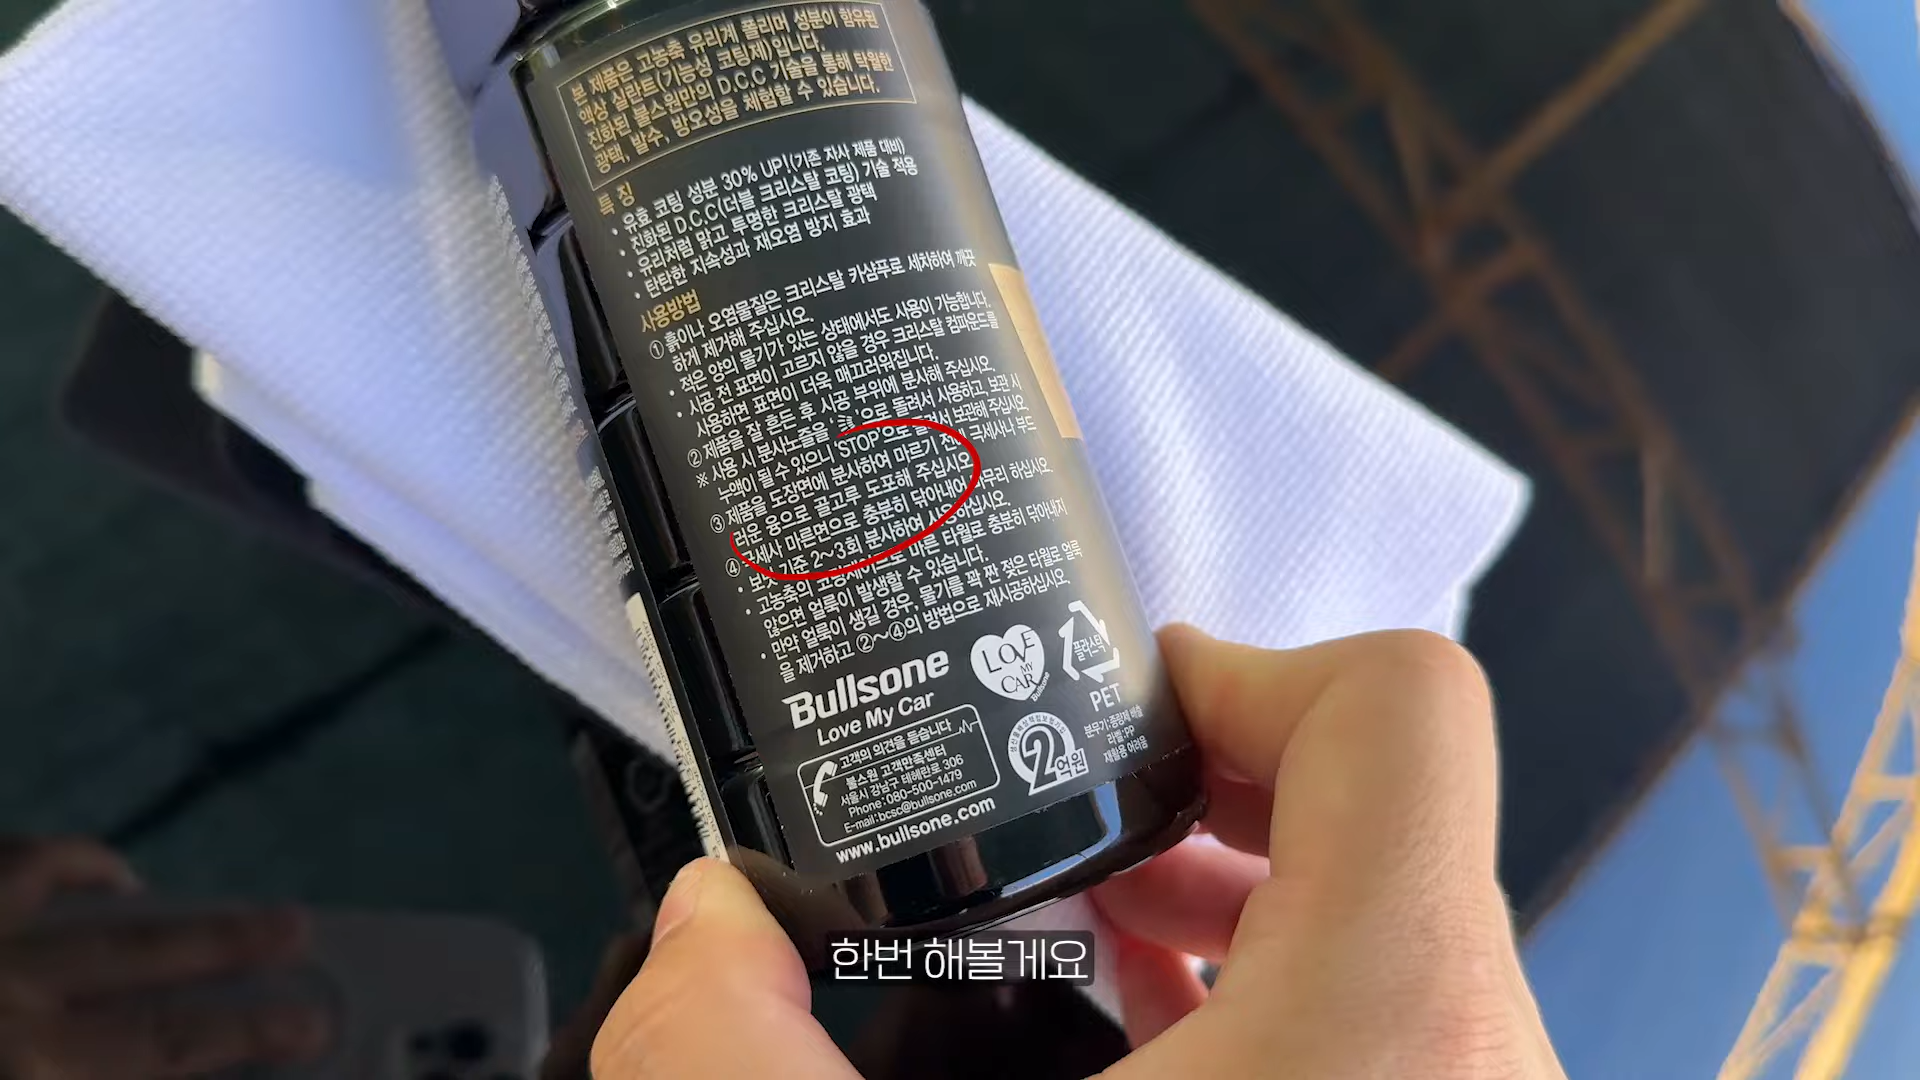 본 제품은 고농축 유리계 폴리머 성분이 함유된
액상 실란트(기능성 코팅제)입니다.
진화된 불스원만의 D.C.C 기술을 통해 탁월한
광택, 발수, 방오성을 체험할 수 있습니다.
특 징
• 유효 코팅 성분 30% UP!(기존 자사 제품 대비)
• 진화된 D.C.C(더블 크리스탈 코팅) 기술 적용
• 유리처럼 맑고 투명한 크리스탈 광택
• 탄탄한 지속성과 재오염 방지 효과
사용방법
① 흙이나 오염물질은 크리스탈 카샴푸로 세차하여 깨끗
하게 제거해 주십시오.
• 적은 양의 물기가 있는 상태에서도 사용이 가능합니다.
• 시공 전 표면이 고르지 않을 경우 크리스탈 컴파운드를
사용하면 표면이 더욱 매끄러워집니다.
② 제품을 잘 흔든 후 시공 부위에 분사해 주십시오.
※ 사용 시 분사노즐을 ' '으로 돌려서 사용하고, 보관 시
누액이 될 수 있으니 'STOP'으로 돌려서 보관해 주십시오.
③ 제품을 도장면에 분사하여 마르기 전에 극세사나 부드
러운 융으로 골고루 도포해 주십시오.
④ 극세사 마른면으로 충분히 닦아내어 마무리 하십시오.
• 보닛 기준 2~3회 분사하여 사용하십시오.
• 고농축의 코팅제이므로 마른 타월로 충분히 닦아내지
않으면 얼룩이 발생할 수 있습니다.
• 만약 얼룩이 생길 경우, 물기를 꽉 짠 젖은 타월로 얼룩
을 제거하고 ②~④의 방법으로 재시공하십시오.
Bullsone
Love My Car
LOVE
MY
CAR
Bullsone
플라스틱
PET
분무기:종량제 배출
라벨:PP
재활용 어려움
2억원
고객의 의견을 듣습니다
불스원 고객만족센터
서울시 강남구 테헤란로 306
Phone:080-500-1479
E-mail:bcsc@bullsone.com
www.bullsone.com
한번 해볼게요